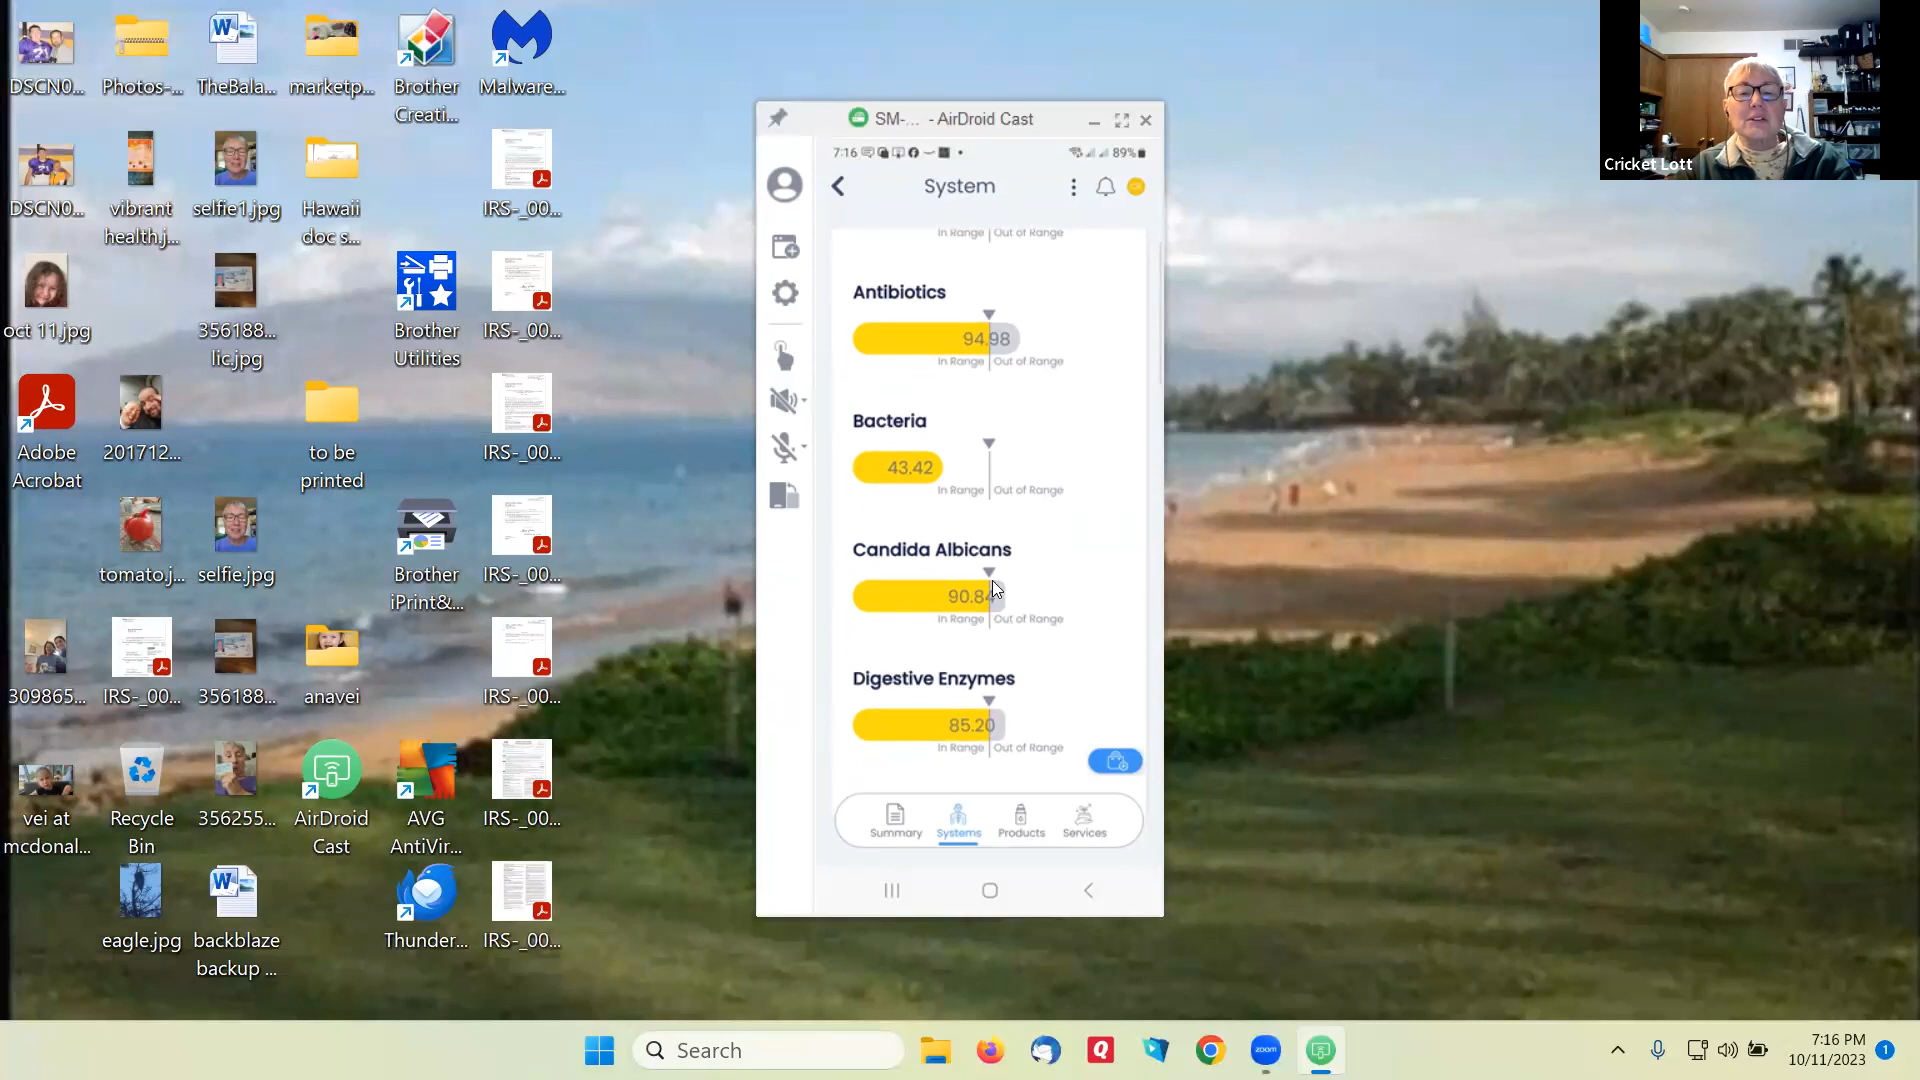 DSCN0...
Photos-...
TheBala...
marketp...
Brother
Creati...
Malware...
DSCN0...
vibrant
health.j...
selfie1.jpg
Hawaii
doc s...
IRS-_00...
oct 11.jpg
356188...
lic.jpg
Brother
Utilities
IRS-_00...
Adobe
Acrobat
201712...
to be
printed
IRS-_00...
tomato.j...
selfie.jpg
Brother
iPrint&...
IRS-_00...
309865...
IRS-_00...
356188...
anavei
IRS-_00...
vei at
mcdonal...
Recycle
Bin
356255...
AirDroid
Cast
AVG
AntiVir...
IRS-_00...
eagle.jpg
backblaze
backup ...
Thunder...
IRS-_00...
SM-... - AirDroid Cast
7:16
89%
System
In Range Out of Range
Antibiotics
94.98
In Range Out of Range
Bacteria
43.42
In Range Out of Range
Candida Albicans
90.84
In Range Out of Range
Digestive Enzymes
85.20
In Range Out of Range
Summary Systems Products Services
Cricket Lott
Search
zoom
7:16 PM
10/11/2023
1